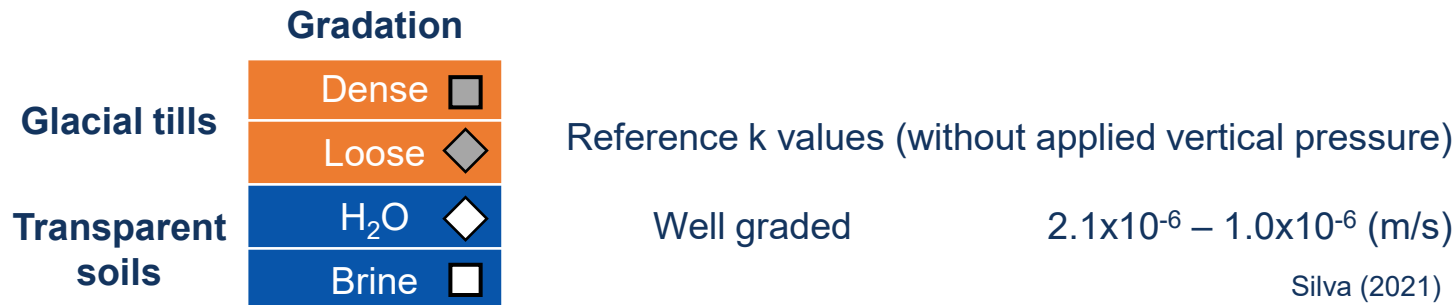 Gradation
Glacial tills
Dense
Loose
Transparent
soils
H₂O
Brine
Reference k values (without applied vertical pressure)
Well graded 2.1x10⁻⁶ – 1.0x10⁻⁶ (m/s)
Silva (2021)